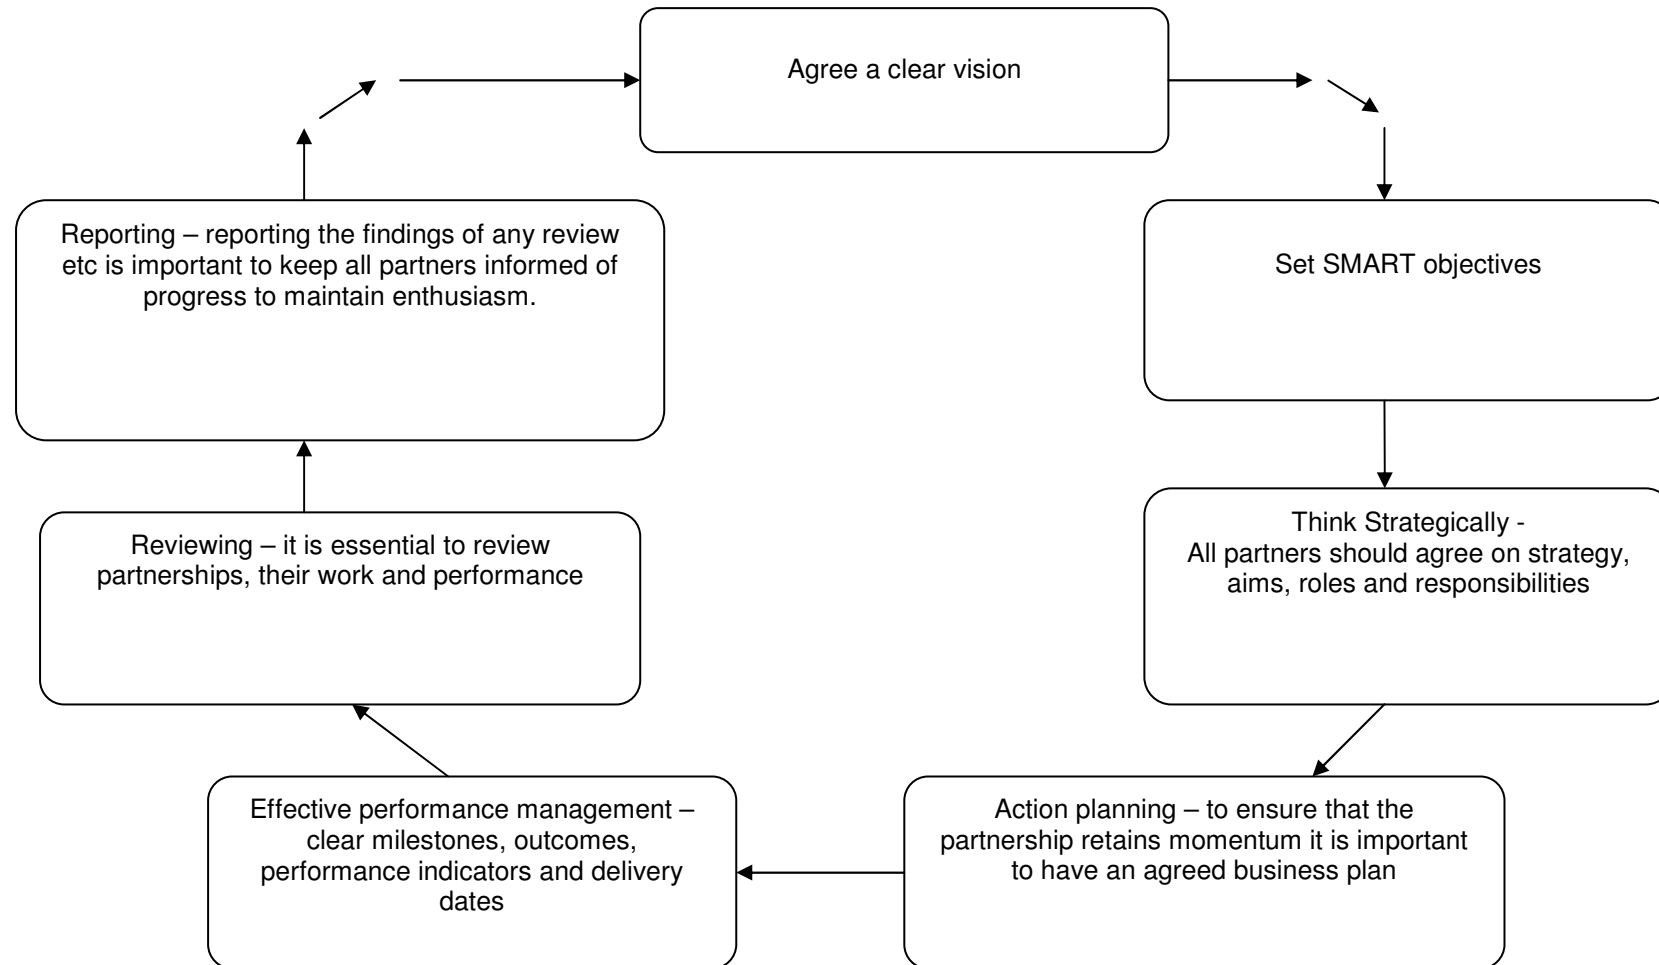 Agree a clear vision
Set SMART objectives
Think Strategically -
All partners should agree on strategy,
aims, roles and responsibilities
Action planning – to ensure that the
partnership retains momentum it is important
to have an agreed business plan
Effective performance management –
clear milestones, outcomes,
performance indicators and delivery
dates
Reviewing – it is essential to review
partnerships, their work and performance
Reporting – reporting the findings of any review
etc is important to keep all partners informed of
progress to maintain enthusiasm.